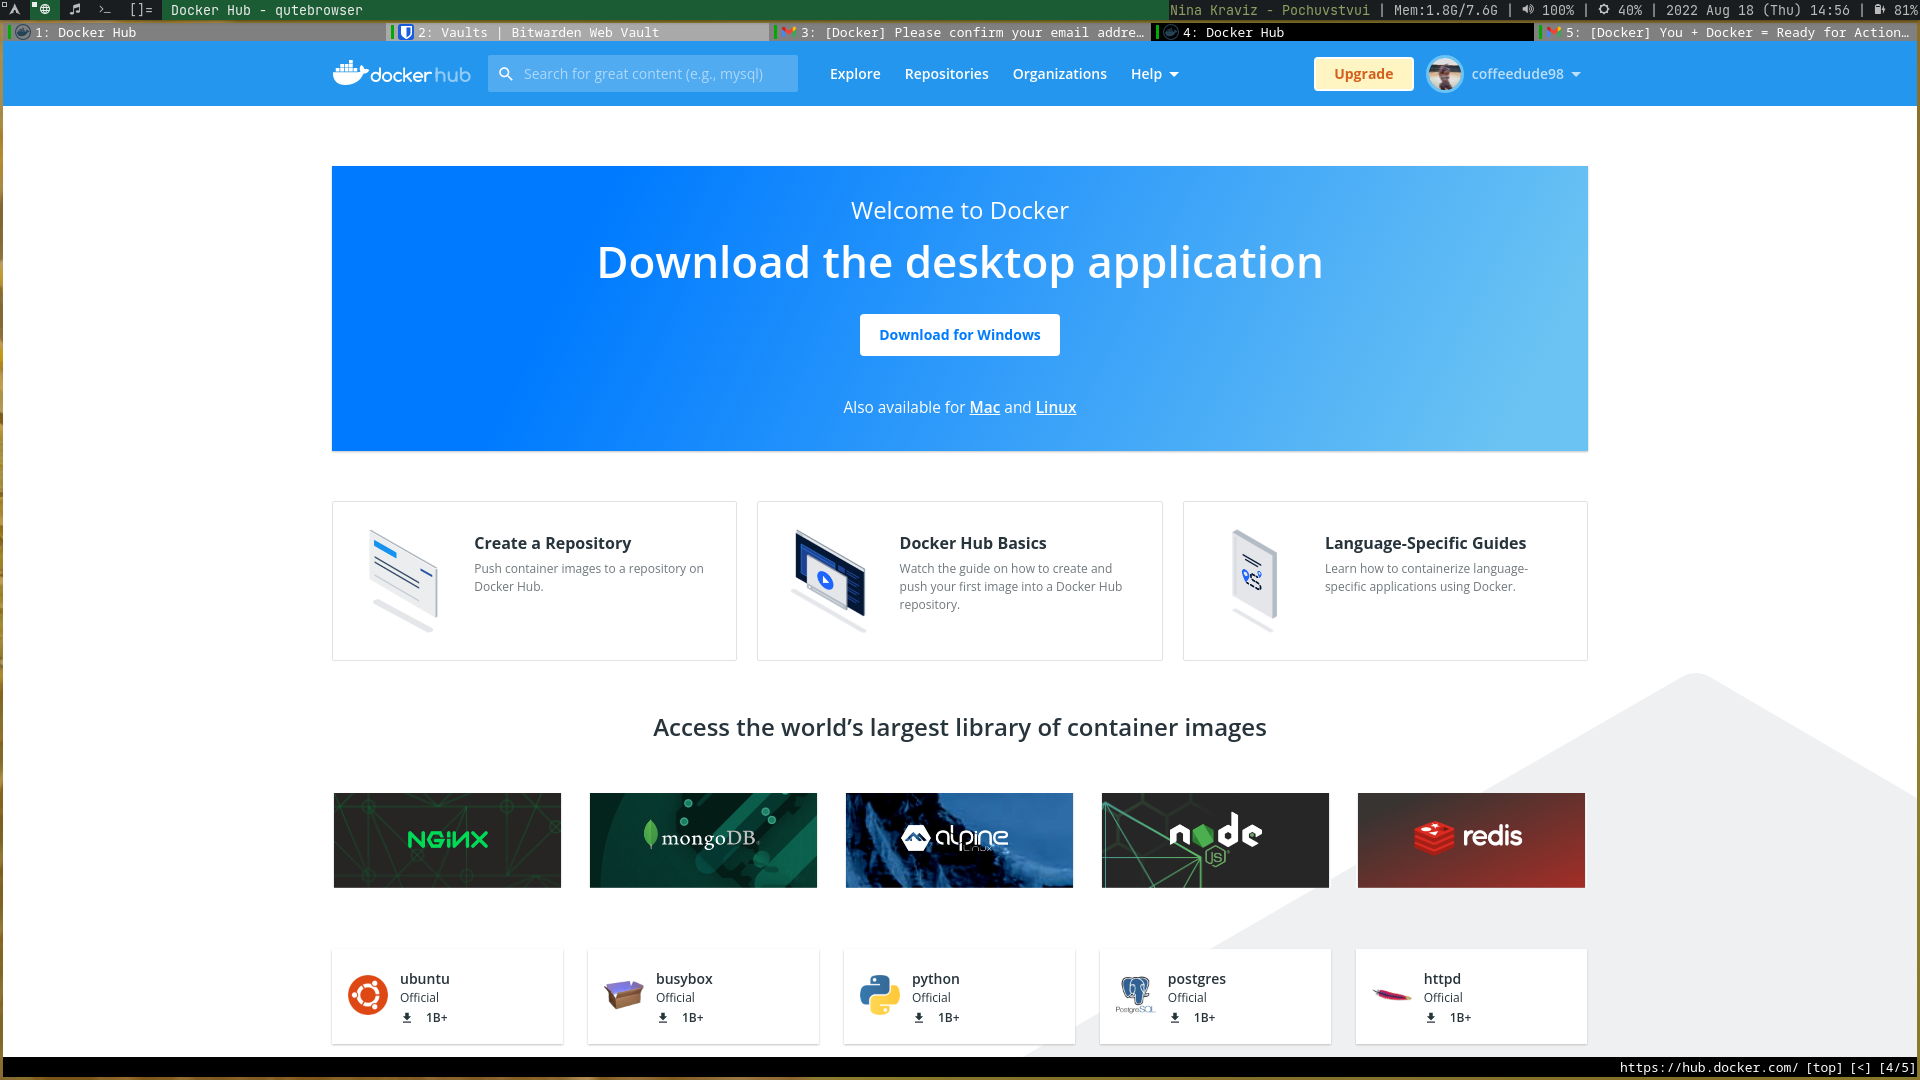 []= Docker Hub - qutebrowser Nina Kraviz - Pochuvstvui | Mem:1.8G/7.6G | 100% | 40% | 2022 Aug 18 (Thu) 14:56 | 81%
1: Docker Hub 2: Vaults | Bitwarden Web Vault 3: [Docker] Please confirm your email addre… 4: Docker Hub 5: [Docker] You + Docker = Ready for Action…
docker hub Search for great content (e.g., mysql) Explore Repositories Organizations Help Upgrade coffeedude98
Welcome to Docker
Download the desktop application
Download for Windows
Also available for Mac and Linux
Create a Repository
Push container images to a repository on
Docker Hub.
Docker Hub Basics
Watch the guide on how to create and
push your first image into a Docker Hub
repository.
Language-Specific Guides
Learn how to containerize language-
specific applications using Docker.
Access the world’s largest library of container images
NGINX
mongoDB.
alpine
Linux
node
JS
redis
ubuntu
Official
1B+
busybox
Official
1B+
python
Official
1B+
PostgreSQL
postgres
Official
1B+
httpd
Official
1B+
https://hub.docker.com/ [top] [<] [4/5]